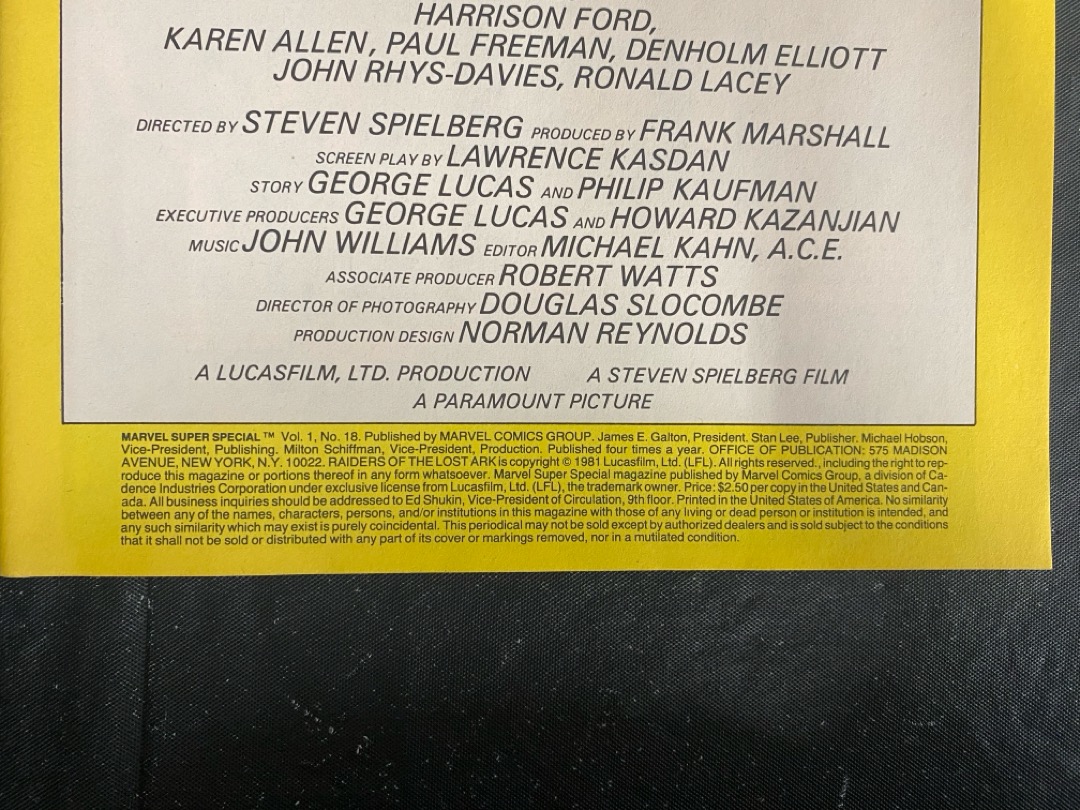 HARRISON FORD,
KAREN ALLEN, PAUL FREEMAN, DENHOLM ELLIOTT
JOHN RHYS-DAVIES, RONALD LACEY
DIRECTED BY STEVEN SPIELBERG PRODUCED BY FRANK MARSHALL
SCREEN PLAY BY LAWRENCE KASDAN
STORY GEORGE LUCAS AND PHILIP KAUFMAN
EXECUTIVE PRODUCERS GEORGE LUCAS AND HOWARD KAZANJIAN
MUSIC JOHN WILLIAMS EDITOR MICHAEL KAHN, A.C.E.
ASSOCIATE PRODUCER ROBERT WATTS
DIRECTOR OF PHOTOGRAPHY DOUGLAS SLOCOMBE
PRODUCTION DESIGN NORMAN REYNOLDS
A LUCASFILM, LTD. PRODUCTION A STEVEN SPIELBERG FILM
A PARAMOUNT PICTURE
MARVEL SUPER SPECIAL™ Vol. 1, No. 18. Published by MARVEL COMICS GROUP. James E. Galton, President. Stan Lee, Publisher. Michael Hobson,
Vice-President, Publishing. Milton Schiffman, Vice-President, Production. Published four times a year. OFFICE OF PUBLICATION: 575 MADISON
AVENUE, NEW YORK, N.Y. 10022. RAIDERS OF THE LOST ARK is copyright © 1981 Lucasfilm, Ltd. (LFL). All rights reserved., including the right to rep-
roduce this magazine or portions thereof in any form whatsoever. Marvel Super Special magazine published by Marvel Comics Group, a division of Ca-
dence Industries Corporation under exclusive license from Lucasfilm, Ltd. (LFL), the trademark owner. Price: $2.50 per copy in the United States and Can-
ada. All business inquiries should be addressed to Ed Shukin, Vice-President of Circulation, 9th floor. Printed in the United States of America. No similarity
between any of the names, characters, persons, and/or institutions in this magazine with those of any living or dead person or institution is intended, and
any such similarity which may exist is purely coincidental. This periodical may not be sold except by authorized dealers and is sold subject to the conditions
that it shall not be sold or distributed with any part of its cover or markings removed, nor in a mutilated condition.